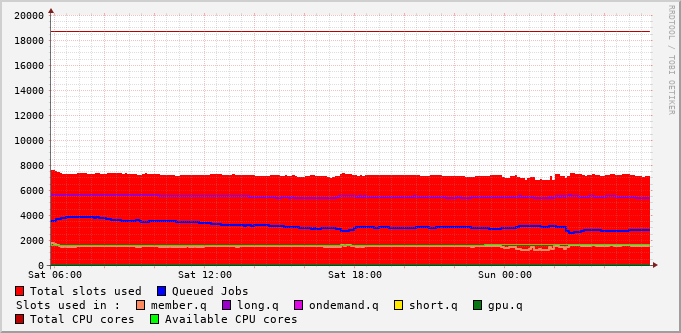 RRDTOOL / TOBI OETIKER
20000
18000
16000
14000
12000
10000
8000
6000
4000
2000
0
Sat 06:00 Sat 12:00 Sat 18:00 Sun 00:00
Total slots used Queued Jobs
Slots used in : member.q long.q ondemand.q short.q gpu.q
Total CPU cores Available CPU cores